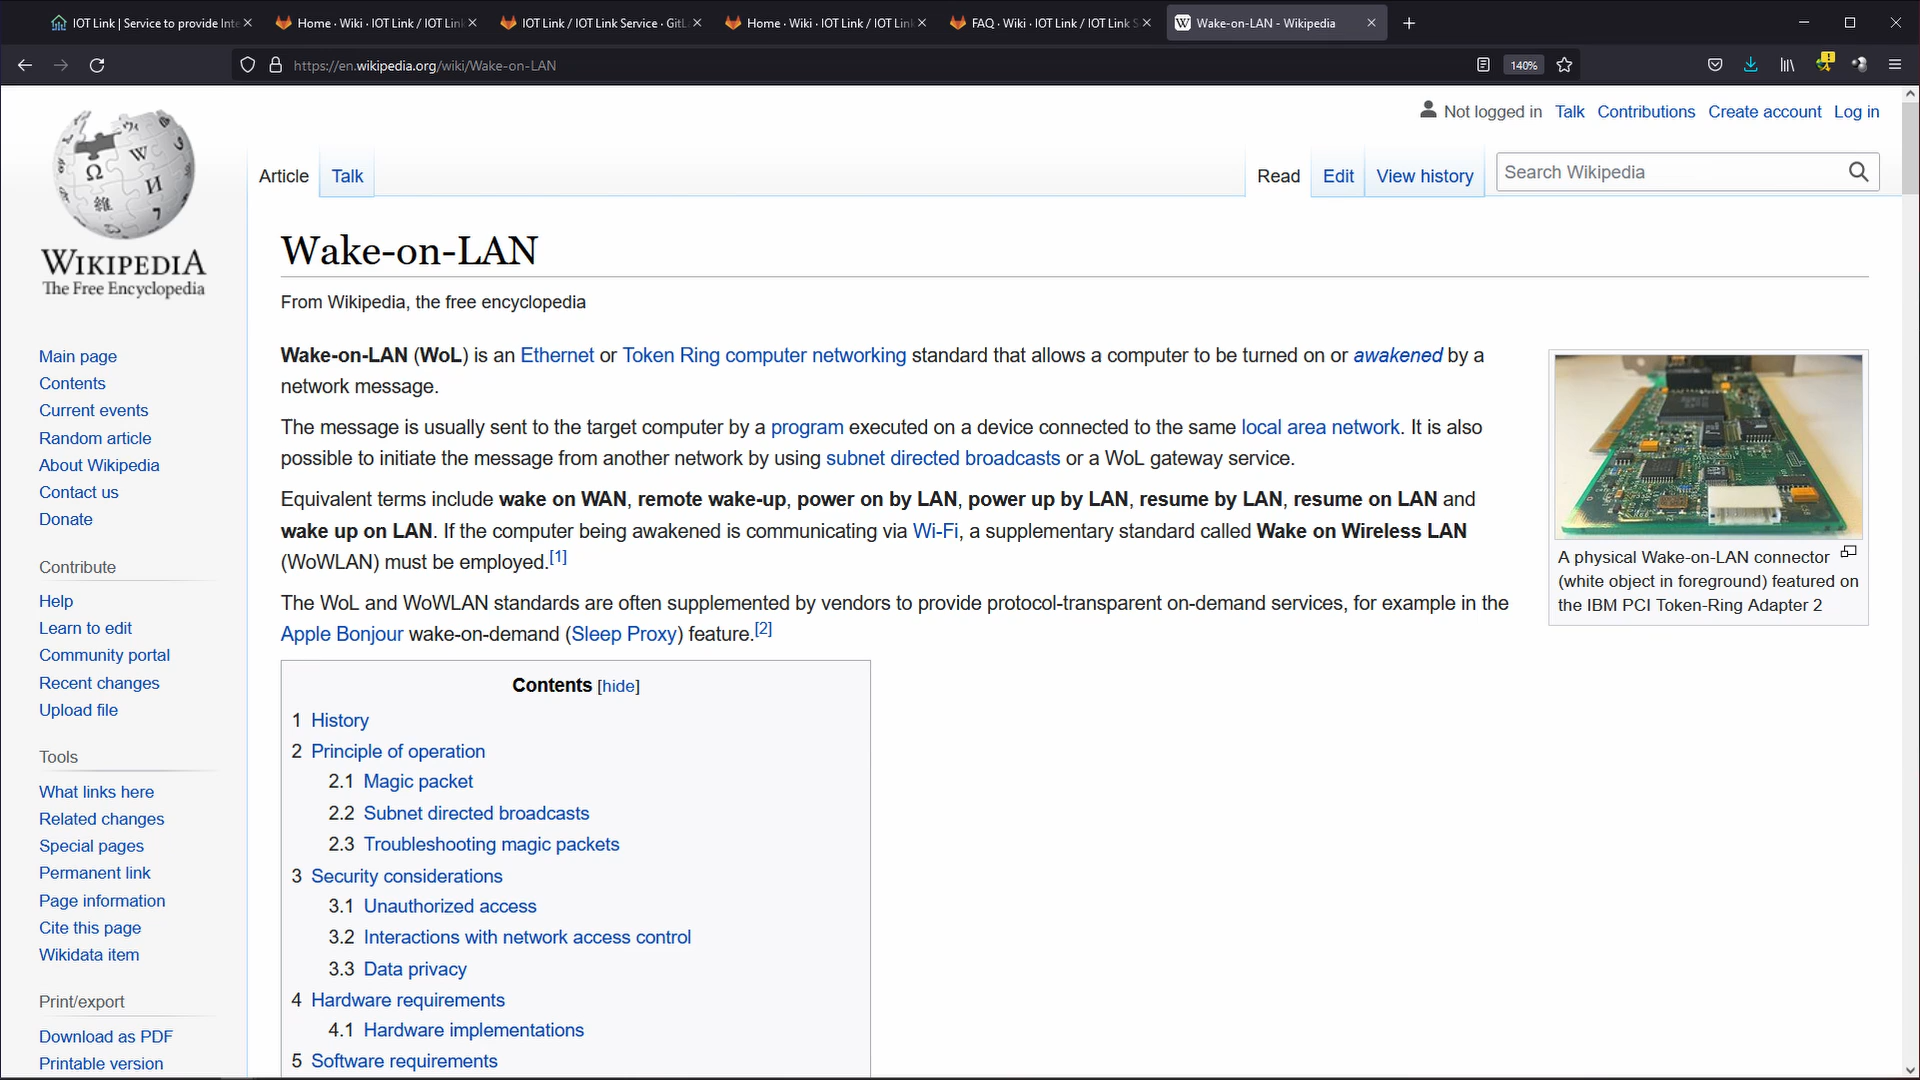 IOT Link | Service to provide Inte
Home · Wiki · IOT Link / IOT Link
IOT Link / IOT Link Service · GitL
Home · Wiki · IOT Link / IOT Link
FAQ · Wiki · IOT Link / IOT Link S
Wake-on-LAN - Wikipedia
https://en.wikipedia.org/wiki/Wake-on-LAN
140%
Not logged in Talk Contributions Create account Log in
Article Talk Read Edit View history Search Wikipedia
WIKIPEDIA
The Free Encyclopedia
Main page
Contents
Current events
Random article
About Wikipedia
Contact us
Donate
Contribute
Help
Learn to edit
Community portal
Recent changes
Upload file
Tools
What links here
Related changes
Special pages
Permanent link
Page information
Cite this page
Wikidata item
Print/export
Download as PDF
Printable version
Wake-on-LAN
From Wikipedia, the free encyclopedia
Wake-on-LAN (WoL) is an Ethernet or Token Ring computer networking standard that allows a computer to be turned on or awakened by a
network message.
The message is usually sent to the target computer by a program executed on a device connected to the same local area network. It is also
possible to initiate the message from another network by using subnet directed broadcasts or a WoL gateway service.
Equivalent terms include wake on WAN, remote wake-up, power on by LAN, power up by LAN, resume by LAN, resume on LAN and
wake up on LAN. If the computer being awakened is communicating via Wi-Fi, a supplementary standard called Wake on Wireless LAN
(WoWLAN) must be employed.[1]
The WoL and WoWLAN standards are often supplemented by vendors to provide protocol-transparent on-demand services, for example in the
Apple Bonjour wake-on-demand (Sleep Proxy) feature.[2]
A physical Wake-on-LAN connector
(white object in foreground) featured on
the IBM PCI Token-Ring Adapter 2
Contents [hide]
1 History
2 Principle of operation
2.1 Magic packet
2.2 Subnet directed broadcasts
2.3 Troubleshooting magic packets
3 Security considerations
3.1 Unauthorized access
3.2 Interactions with network access control
3.3 Data privacy
4 Hardware requirements
4.1 Hardware implementations
5 Software requirements